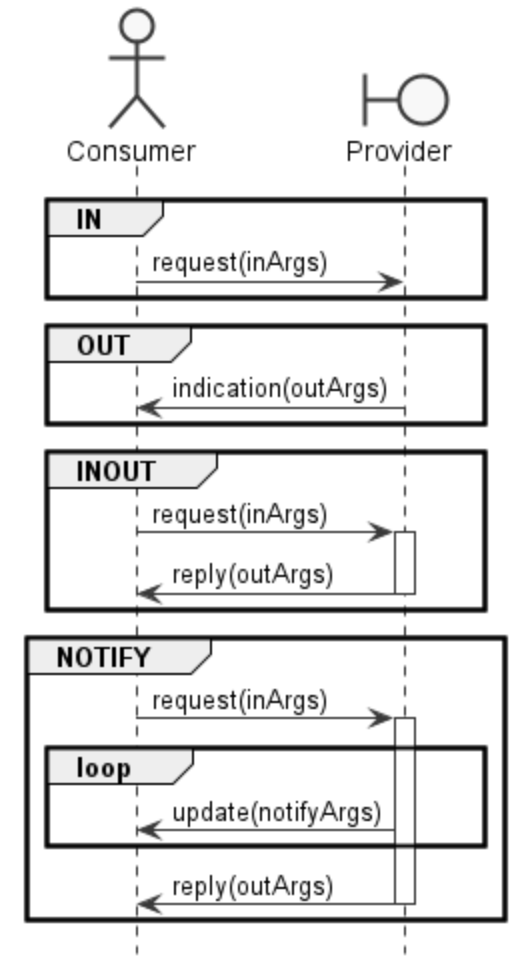 Consumer
Provider
IN
request(inArgs)
OUT
indication(outArgs)
INOUT
request(inArgs)
reply(outArgs)
NOTIFY
request(inArgs)
loop
update(notifyArgs)
reply(outArgs)